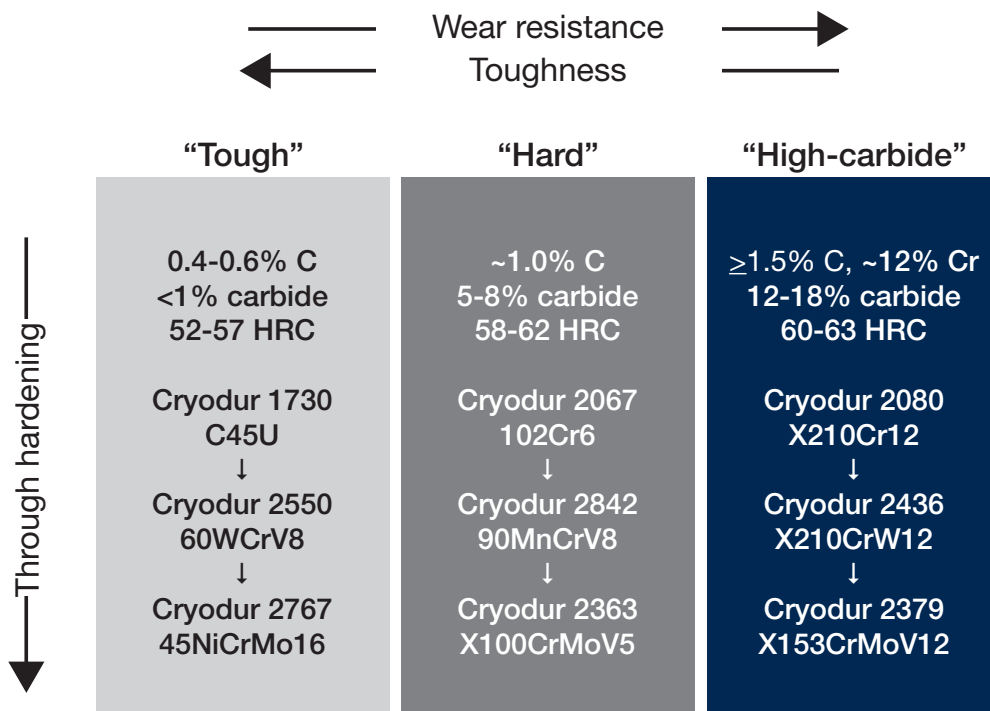 Wear resistance
Toughness
“Tough”
0.4-0.6% C
<1% carbide
52-57 HRC
Cryodur 1730
C45U
↓
Cryodur 2550
60WCrV8
↓
Cryodur 2767
45NiCrMo16
“Hard”
~1.0% C
5-8% carbide
58-62 HRC
Cryodur 2067
102Cr6
↓
Cryodur 2842
90MnCrV8
↓
Cryodur 2363
X100CrMoV5
“High-carbide”
≥1.5% C, ~12% Cr
12-18% carbide
60-63 HRC
Cryodur 2080
X210Cr12
↓
Cryodur 2436
X210CrW12
↓
Cryodur 2379
X153CrMoV12
Through hardening